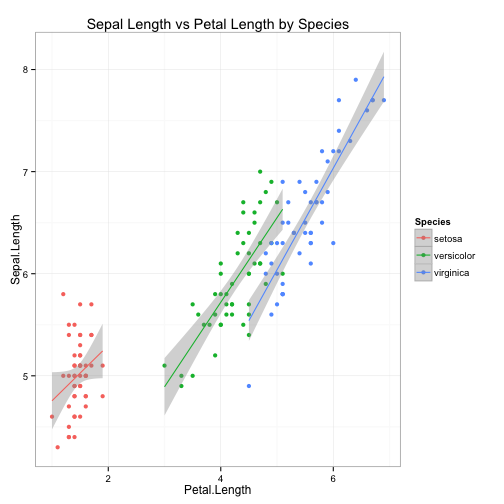 Sepal Length vs Petal Length by Species
8
7
6
5
Sepal.Length
2
4
6
Petal.Length
Species
setosa
versicolor
virginica